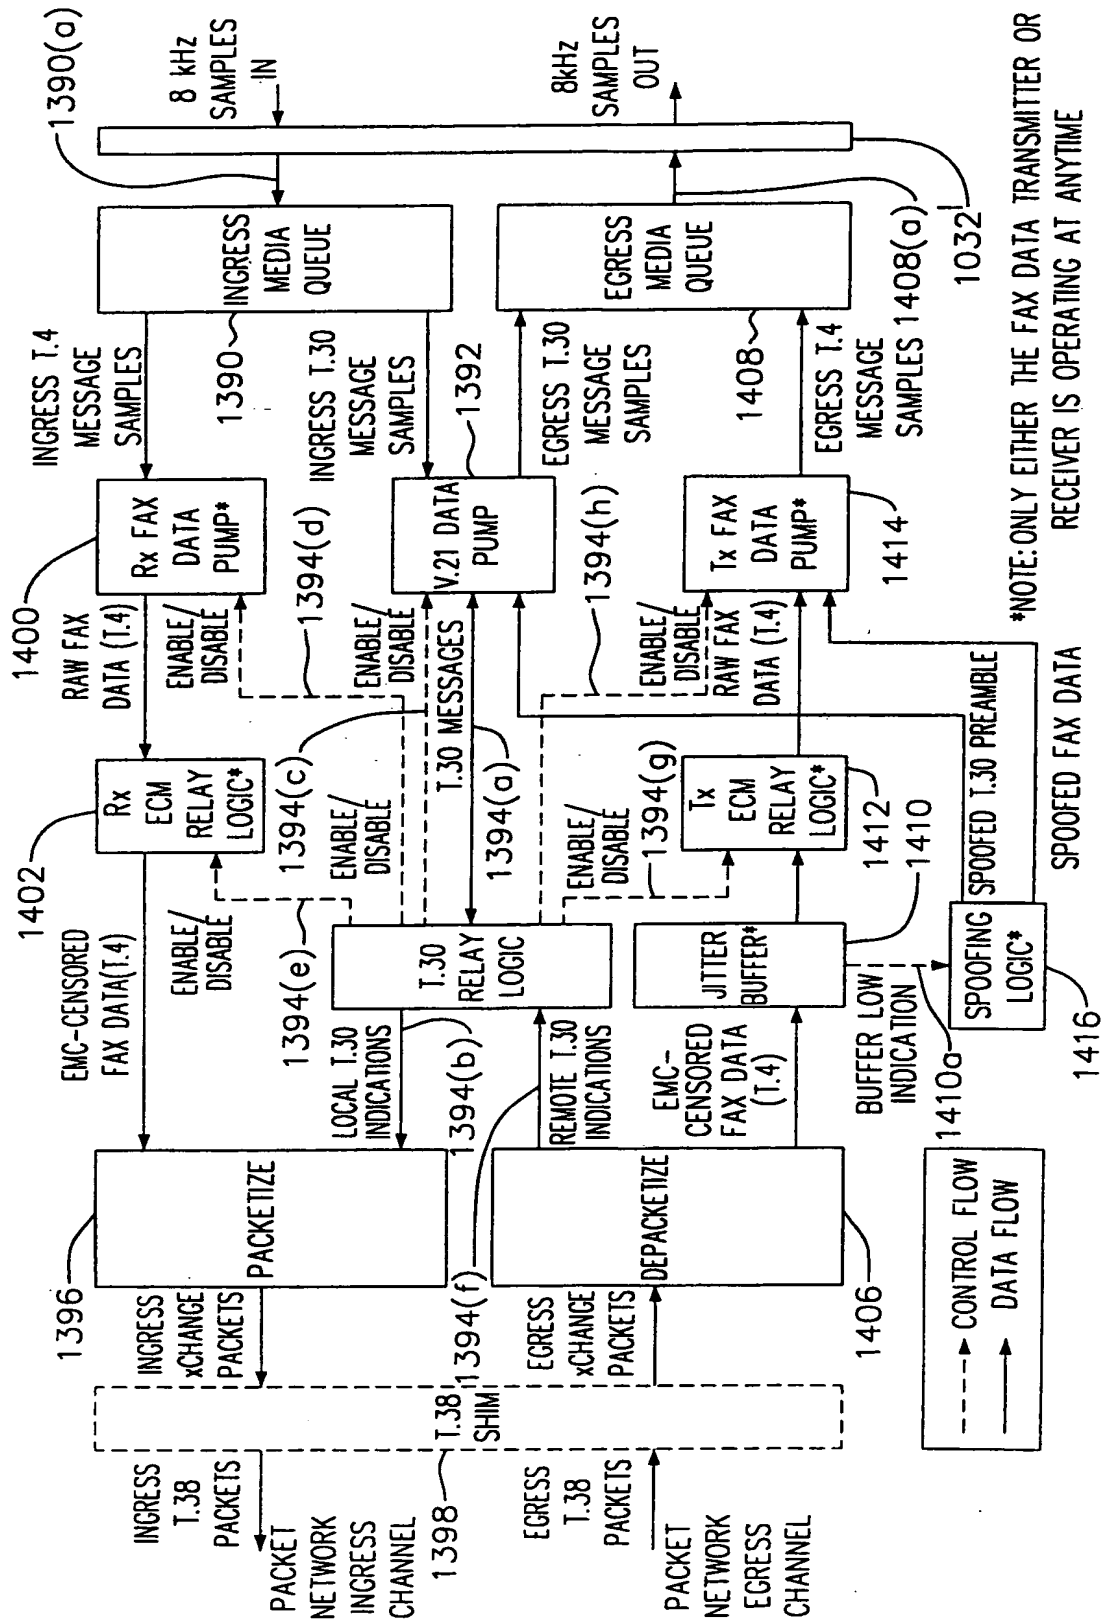 INGRESS
T.38
PACKETS
PACKET
NETWORK
INGRESS
CHANNEL
1398
EGRESS
T.38
PACKETS
PACKET
NETWORK
EGRESS
CHANNEL
T.38
SHIM
1396
INGRESS
xCHANGE
PACKETS
1394(f)
EGRESS
xCHANGE
PACKETS
1406
PACKETIZE
DEPACKETIZE
EMC-CENSORED
FAX DATA(T.4)
LOCAL T.30
INDICATIONS
1394(b)
REMOTE T.30
INDICATIONS
EMC-
CENSORED
FAX DATA
(T.4)
1402
ENABLE/
DISABLE
1394(e)
T.30
RELAY
LOGIC
JITTER
BUFFER*
1410
BUFFER LOW
INDICATION
1410a
SPOOFING
LOGIC*
1416
Rx
ECM
RELAY
LOGIC*
ENABLE/
DISABLE
1394(c)
1394(a)
ENABLE/
DISABLE
1394(g)
Tx
ECM
RELAY
LOGIC*
1412
1400
RAW FAX
DATA (T.4)
ENABLE/
DISABLE
1394(d)
ENABLE/
DISABLE
T.30 MESSAGES
1394(h)
ENABLE/
DISABLE
RAW FAX
DATA (T.4)
SPOOFED T.30 PREAMBLE
SPOOFED FAX DATA
Rx FAX
DATA
PUMP*
V.21 DATA
PUMP
1392
Tx FAX
DATA
PUMP*
1414
INGRESS T.4
MESSAGE
SAMPLES
1390
INGRESS T.30
MESSAGE
SAMPLES
EGRESS T.30
MESSAGE
SAMPLES
1408
EGRESS T.4
MESSAGE
SAMPLES
1408(a)
INGRESS
MEDIA
QUEUE
EGRESS
MEDIA
QUEUE
1032'
8 kHz
SAMPLES
IN
1390(a)
8kHz
SAMPLES
OUT
CONTROL FLOW
DATA FLOW
*NOTE:ONLY EITHER THE FAX DATA TRANSMITTER OR
RECEIVER IS OPERATING AT ANYTIME